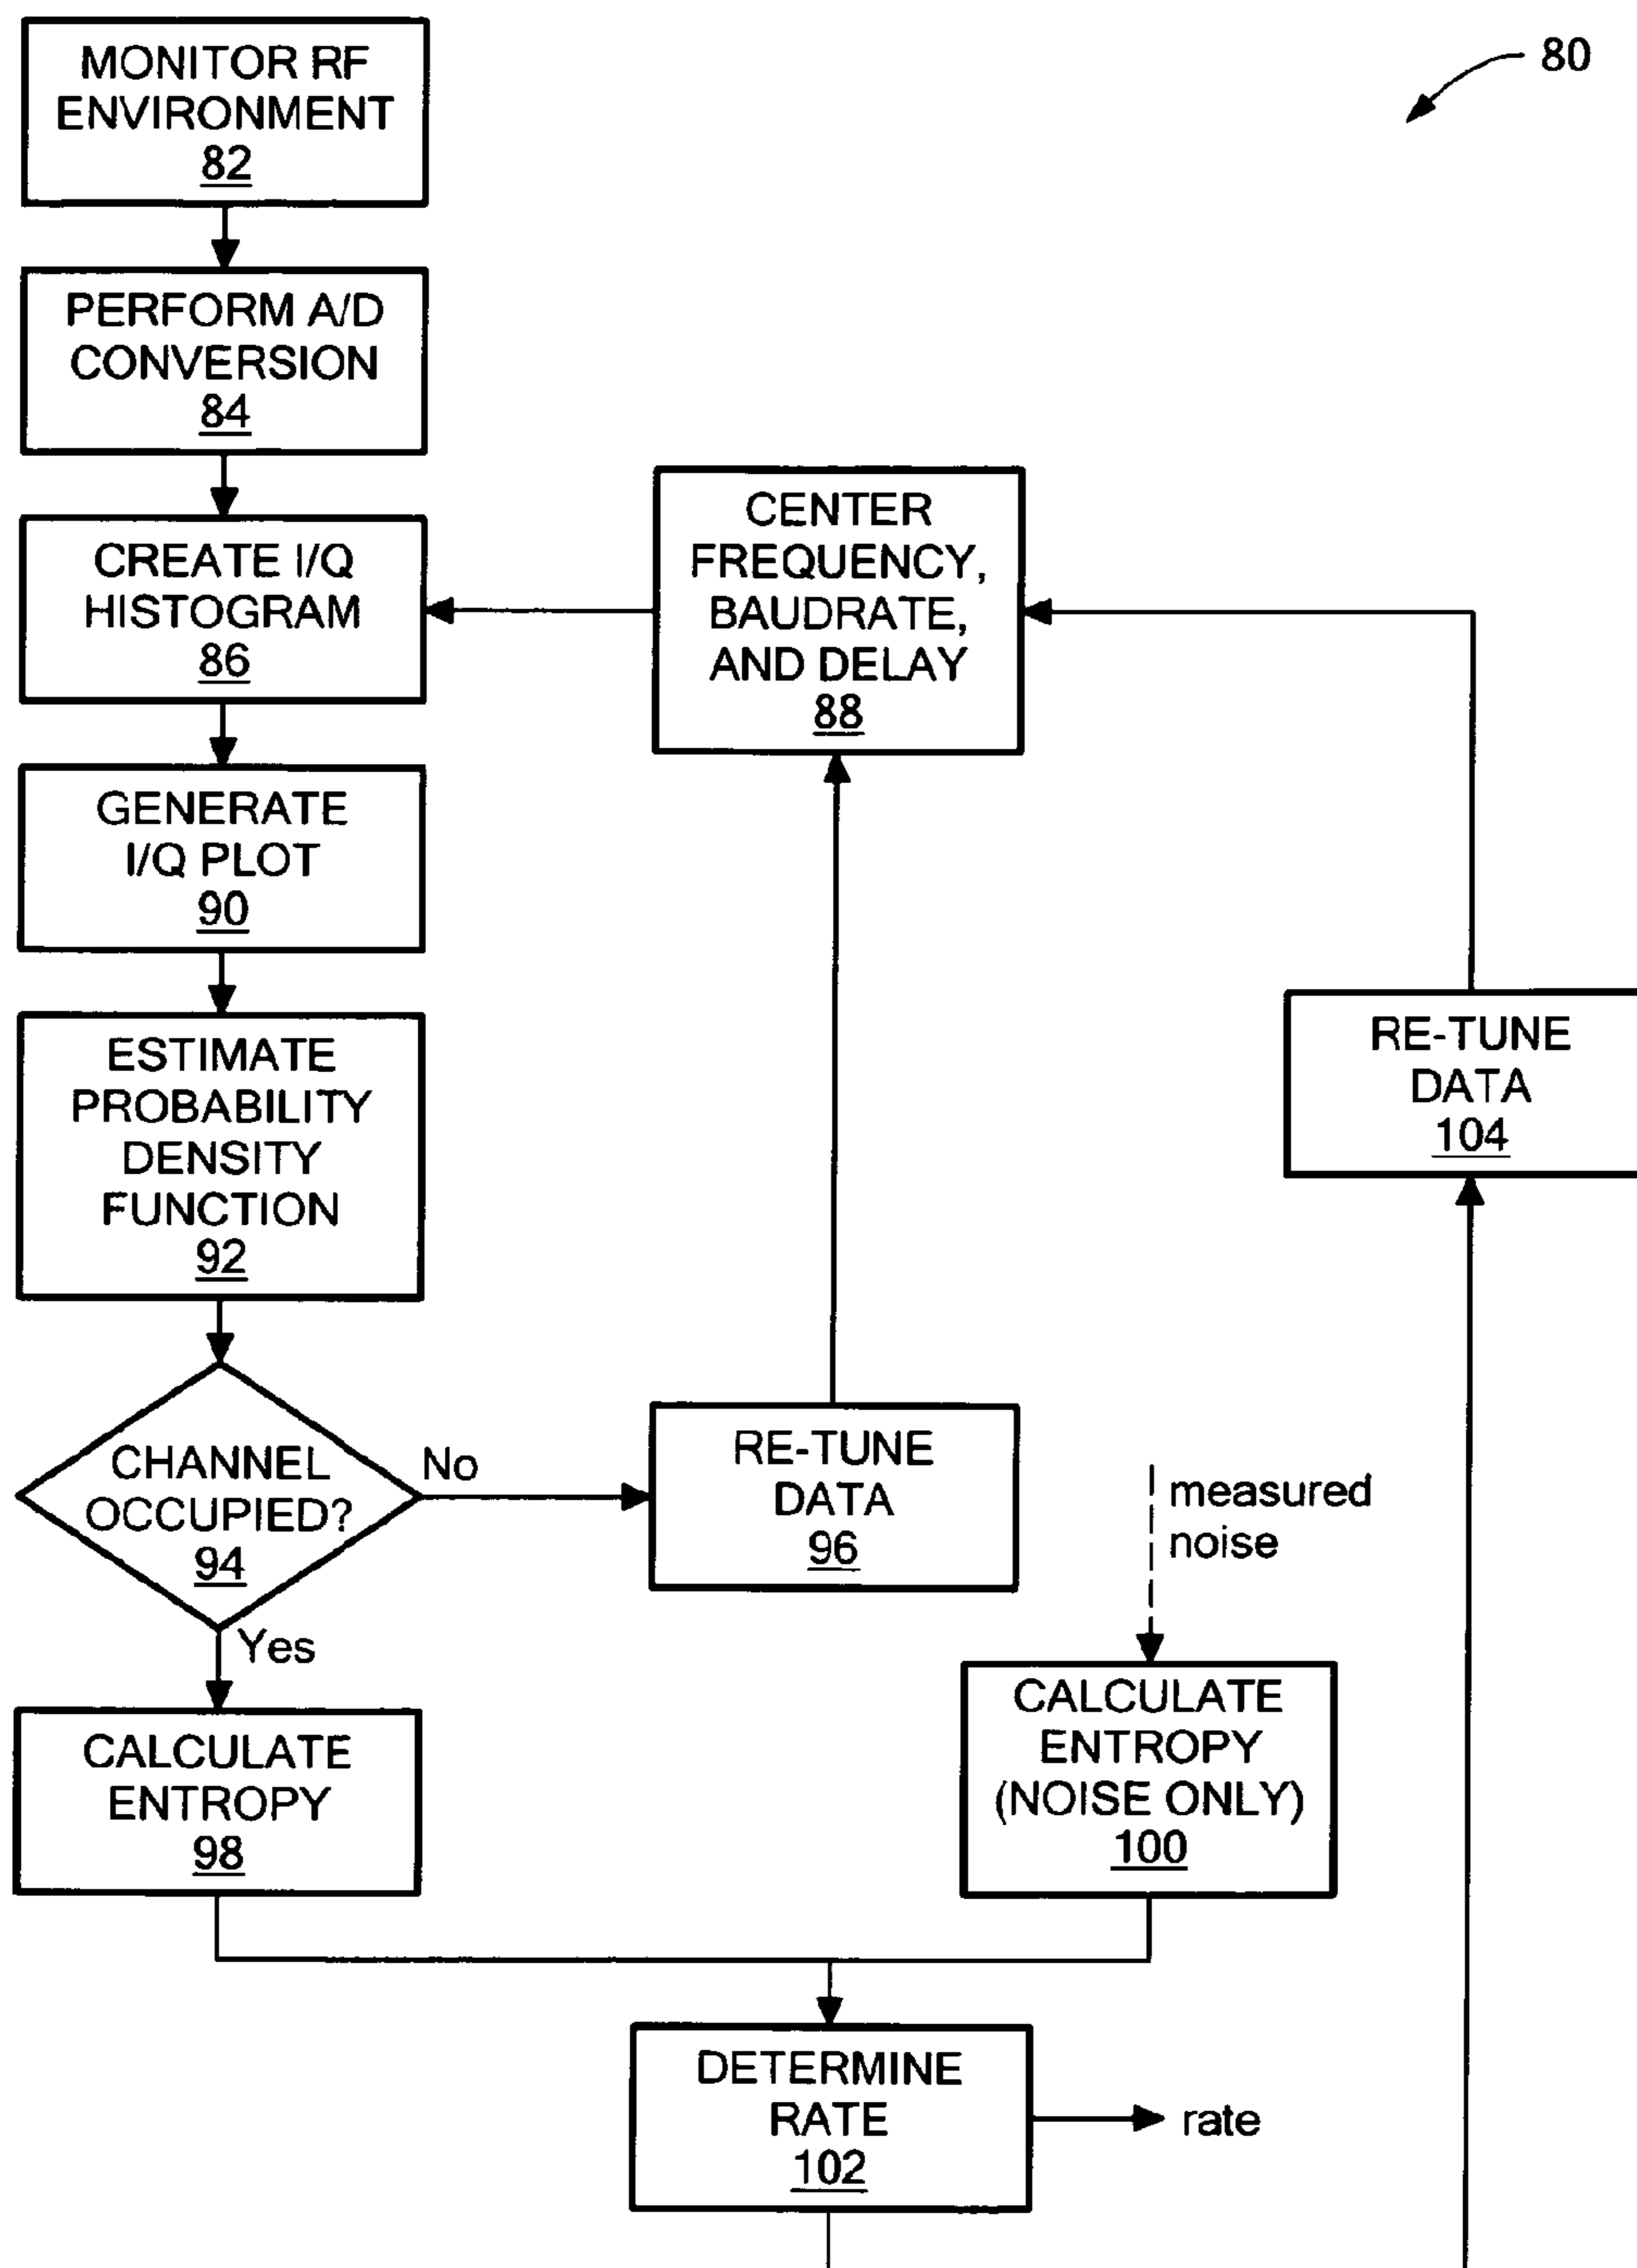 80
MONITOR RF
ENVIRONMENT
82
PERFORM A/D
CONVERSION
84
CREATE I/Q
HISTOGRAM
86
CENTER
FREQUENCY,
BAUDRATE,
AND DELAY
88
GENERATE
I/Q PLOT
90
ESTIMATE
PROBABILITY
DENSITY
FUNCTION
92
RE-TUNE
DATA
104
CHANNEL
OCCUPIED?
94
No
Yes
RE-TUNE
DATA
96
measured
noise
CALCULATE
ENTROPY
98
CALCULATE
ENTROPY
(NOISE ONLY)
100
DETERMINE
RATE
102
rate